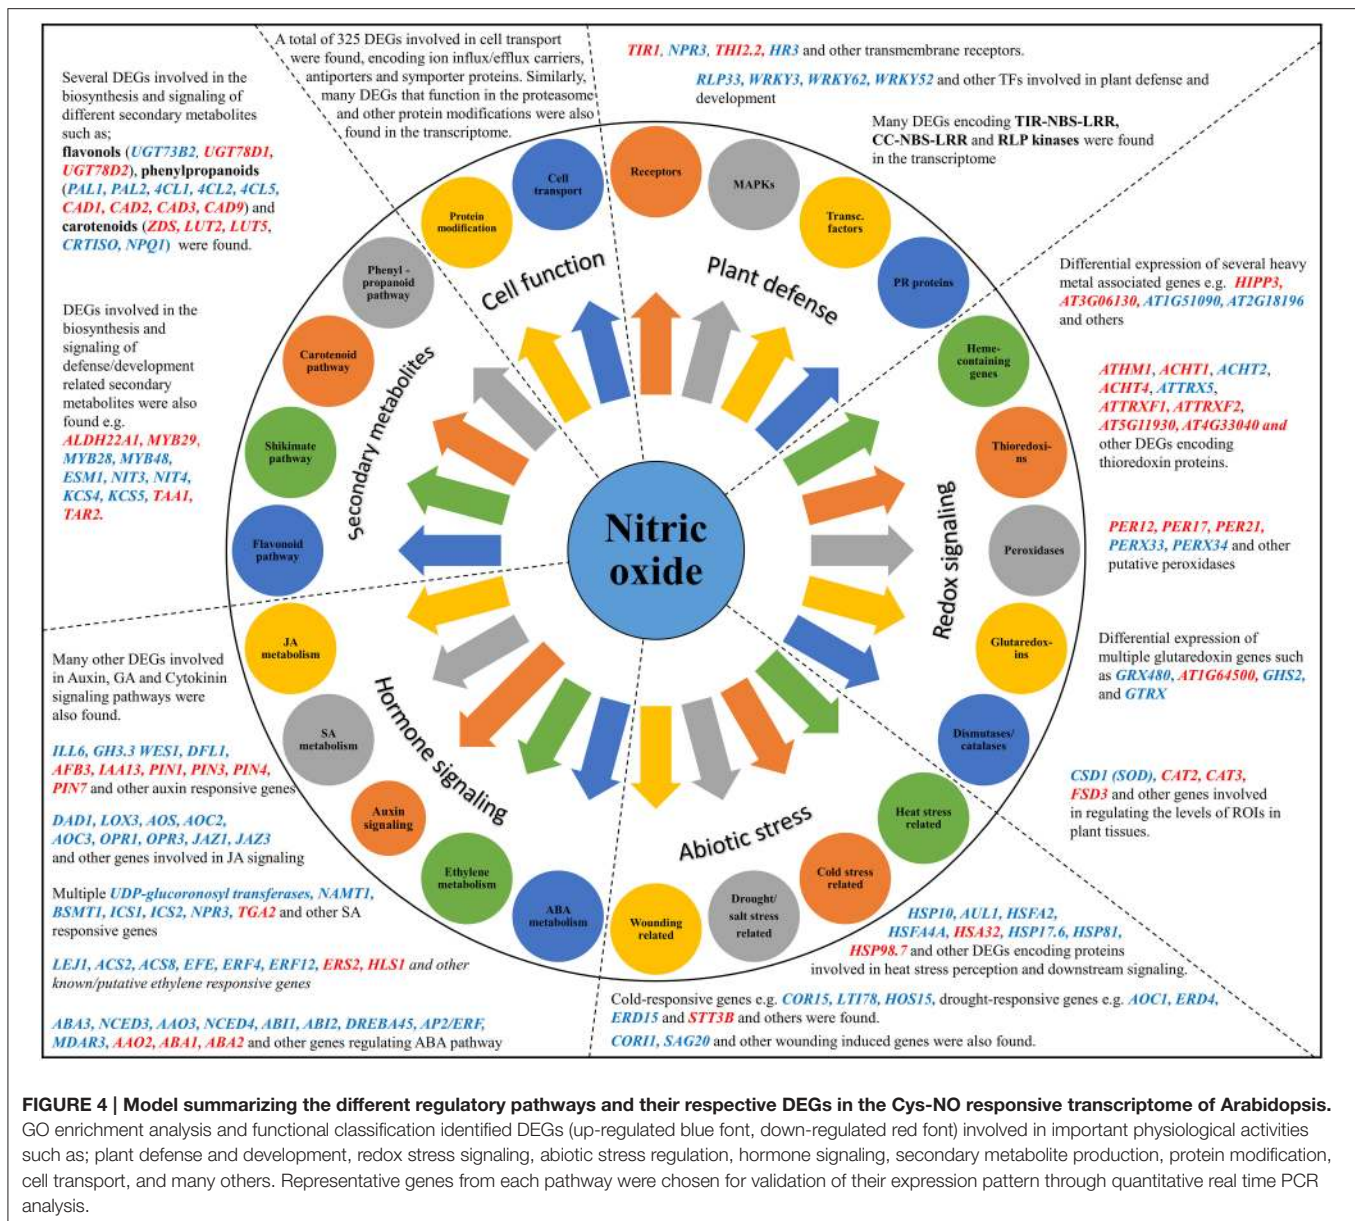 A total of 325 DEGs involved in cell transport
were found, encoding ion influx/efflux carriers,
antiporters and symporter proteins. Similarly,
many DEGs that function in the proteasome
and other protein modifications were also
found in the transcriptome.
TIR1, NPR3, THI2.2, HR3 and other transmembrane receptors.
RLP33, WRKY3, WRKY62, WRKY52 and other TFs involved in plant defense and
development
Many DEGs encoding TIR-NBS-LRR,
CC-NBS-LRR and RLP kinases were found
in the transcriptome
Several DEGs involved in the
biosynthesis and signaling of
different secondary metabolites
such as;
flavonols (UGT73B2, UGT78D1,
UGT78D2), phenylpropanoids
(PAL1, PAL2, 4CL1, 4CL2, 4CL5,
CAD1, CAD2, CAD3, CAD9) and
carotenoids (ZDS, LUT2, LUT5,
CRTISO, NPQ1) were found.
DEGs involved in the
biosynthesis and
signaling of
defense/development
related secondary
metabolites were also
found e.g.
ALDH22A1, MYB29,
MYB28, MYB48,
ESM1, NIT3, NIT4,
KCS4, KCS5, TAA1,
TAR2.
Cell
transport
Receptors
MAPKs
Transc.
factors
PR proteins
Heme-
containing
genes
Thioredoxi-
ns
Peroxidases
Glutaredox-
ins
Dismutases/
catalases
Heat stress
related
Cold stress
related
Drought/
salt stress
related
Wounding
related
ABA
metabolism
Ethylene
metabolism
Auxin
signaling
SA
metabolism
JA
metabolism
Flavonoid
pathway
Shikimate
pathway
Carotenoid
pathway
Phenyl -
propanoid
pathway
Protein
modification
Cell function
Plant defense
Redox signaling
Abiotic stress
Hormone signaling
Secondary metabolites
Nitric
oxide
Differential expression of several heavy
metal associated genes e.g. HIPP3,
AT3G06130, AT1G51090, AT2G18196
and others
ATHM1, ACHT1, ACHT2,
ACHT4, ATTRX5,
ATTRXF1, ATTRXF2,
AT5G11930, AT4G33040 and
other DEGs encoding
thioredoxin proteins.
PER12, PER17, PER21,
PERX33, PERX34 and other
putative peroxidases
Differential expression of
multiple glutaredoxin genes such
as GRX480, AT1G64500, GHS2,
and GTRX
CSD1 (SOD), CAT2, CAT3,
FSD3 and other genes involved
in regulating the levels of ROIs in
plant tissues.
HSP10, AUL1, HSFA2,
HSFA4A, HSA32, HSP17.6, HSP81,
HSP98.7 and other DEGs encoding proteins
involved in heat stress perception and downstream signaling.
Cold-responsive genes e.g. COR15, LTI78, HOS15, drought-responsive genes e.g. AOC1, ERD4,
ERD15 and STT3B and others were found.
CORI1, SAG20 and other wounding induced genes were also found.
Many other DEGs involved
in Auxin, GA and Cytokinin
signaling pathways were
also found.
ILL6, GH3.3 WES1, DFL1,
AFB3, IAA13, PIN1, PIN3, PIN4,
PIN7 and other auxin responsive genes
DAD1, LOX3, AOS, AOC2,
AOC3, OPR1, OPR3, JAZ1, JAZ3
and other genes involved in JA signaling
Multiple UDP-glucoronosyl transferases, NAMT1,
BSMT1, ICS1, ICS2, NPR3, TGA2 and other SA
responsive genes
LEJ1, ACS2, ACS8, EFE, ERF4, ERF12, ERS2, HLS1 and other
known/putative ethylene responsive genes
ABA3, NCED3, AAO3, NCED4, ABI1, ABI2, DREBA45, AP2/ERF,
MDAR3, AAO2, ABA1, ABA2 and other genes regulating ABA pathway
FIGURE 4 | Model summarizing the different regulatory pathways and their respective DEGs in the Cys-NO responsive transcriptome of Arabidopsis.
GO enrichment analysis and functional classification identified DEGs (up-regulated blue font, down-regulated red font) involved in important physiological activities
such as; plant defense and development, redox stress signaling, abiotic stress regulation, hormone signaling, secondary metabolite production, protein modification,
cell transport, and many others. Representative genes from each pathway were chosen for validation of their expression pattern through quantitative real time PCR
analysis.